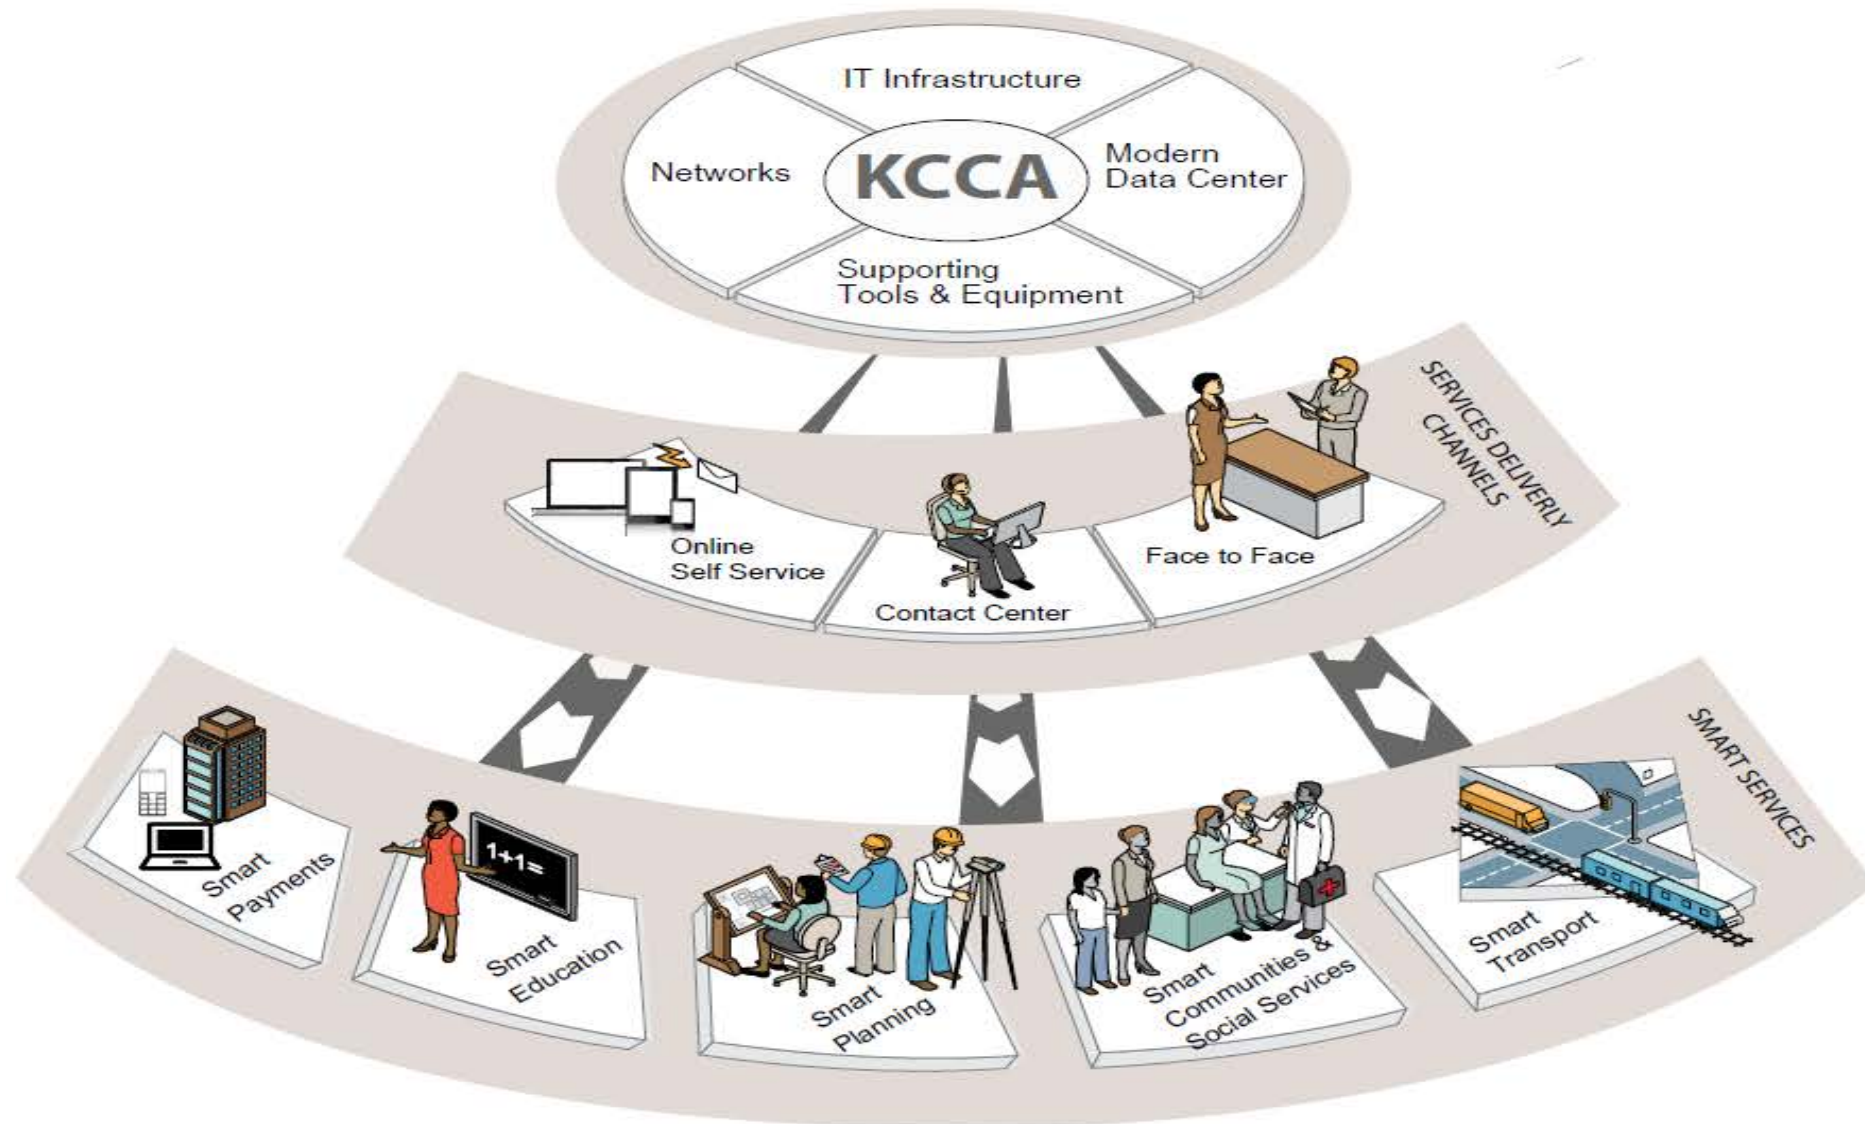 IT Infrastructure
Networks
KCCA
Modern
Data Center
Supporting
Tools & Equipment
SERVICES DELIVERLY
CHANNELS
Online
Self Service
Contact Center
Face to Face
SMART SERVICES
Smart
Payments
1+1=
Smart
Education
Smart
Planning
Smart
Communities &
Social Services
Smart
Transport